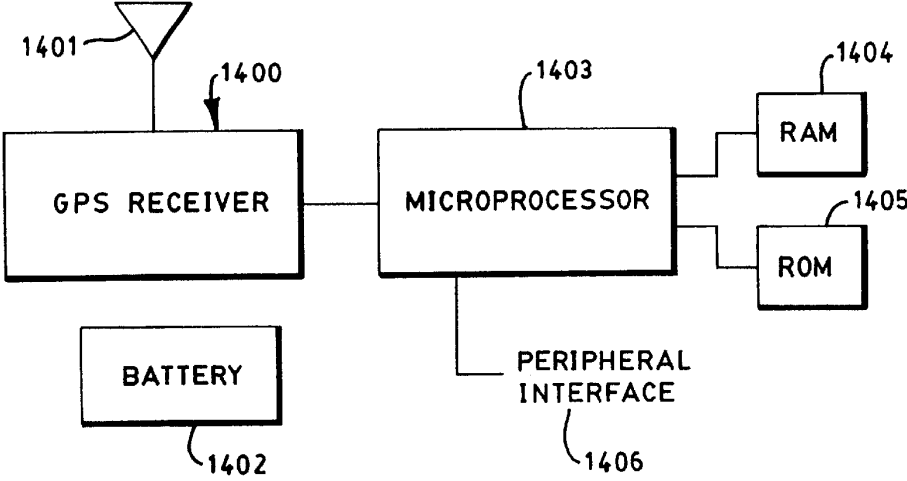 1401
1400
1403
1404
RAM
GPS RECEIVER
MICROPROCESSOR
1405
ROM
BATTERY
PERIPHERAL
INTERFACE
1402
1406